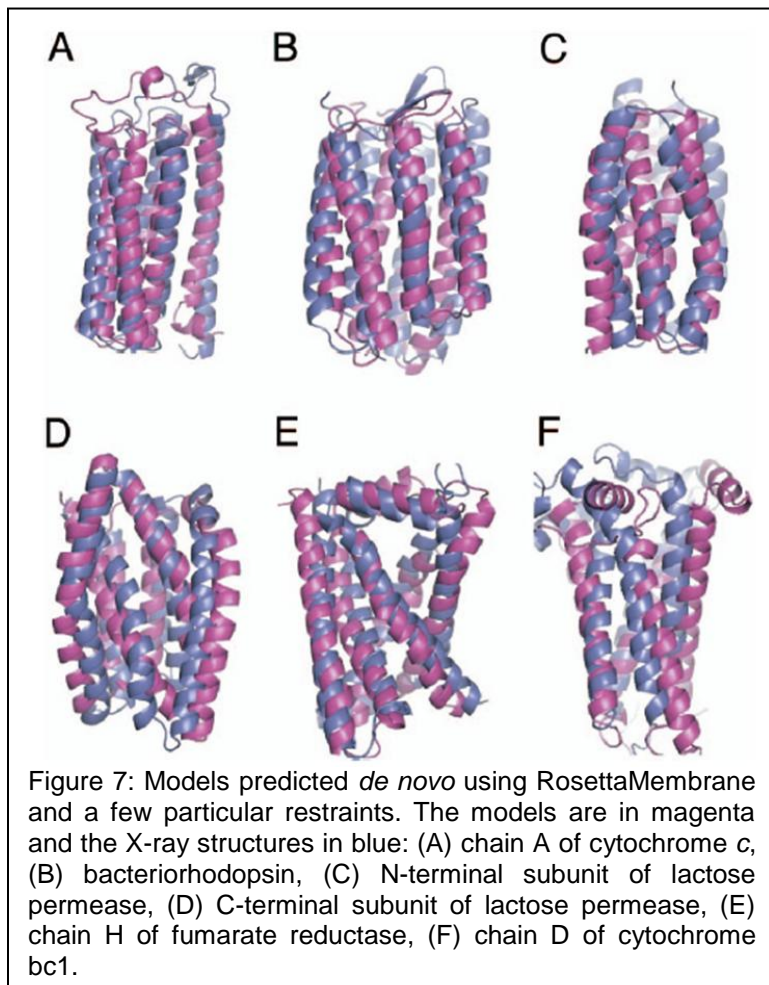 A B C
D E F
Figure 7: Models predicted de novo using RosettaMembrane
and a few particular restraints. The models are in magenta
and the X-ray structures in blue: (A) chain A of cytochrome c,
(B) bacteriorhodopsin, (C) N-terminal subunit of lactose
permease, (D) C-terminal subunit of lactose permease, (E)
chain H of fumarate reductase, (F) chain D of cytochrome
bc1.